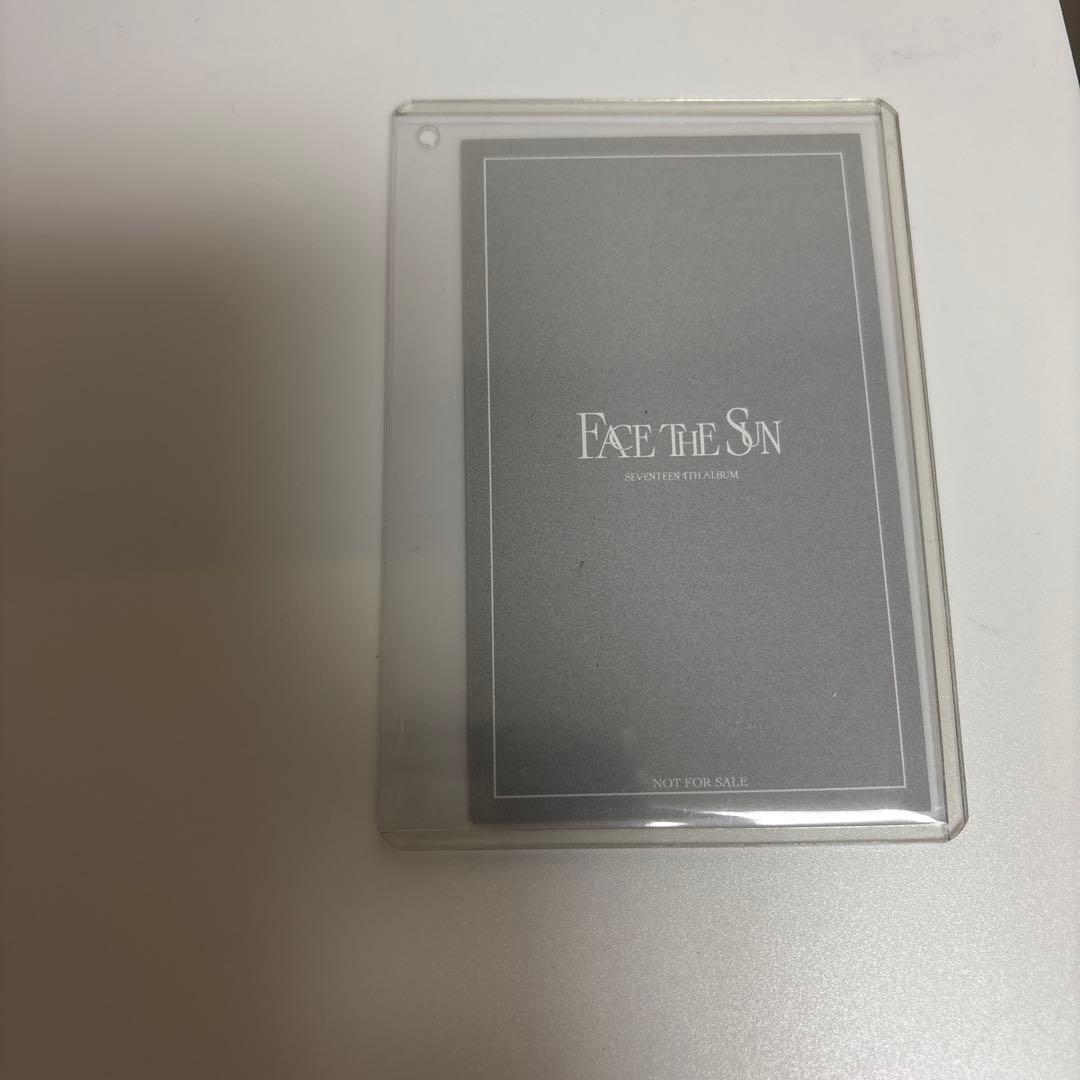 FACE THE SUN
SEVENTEEN 4TH ALBUM
NOT FOR SALE